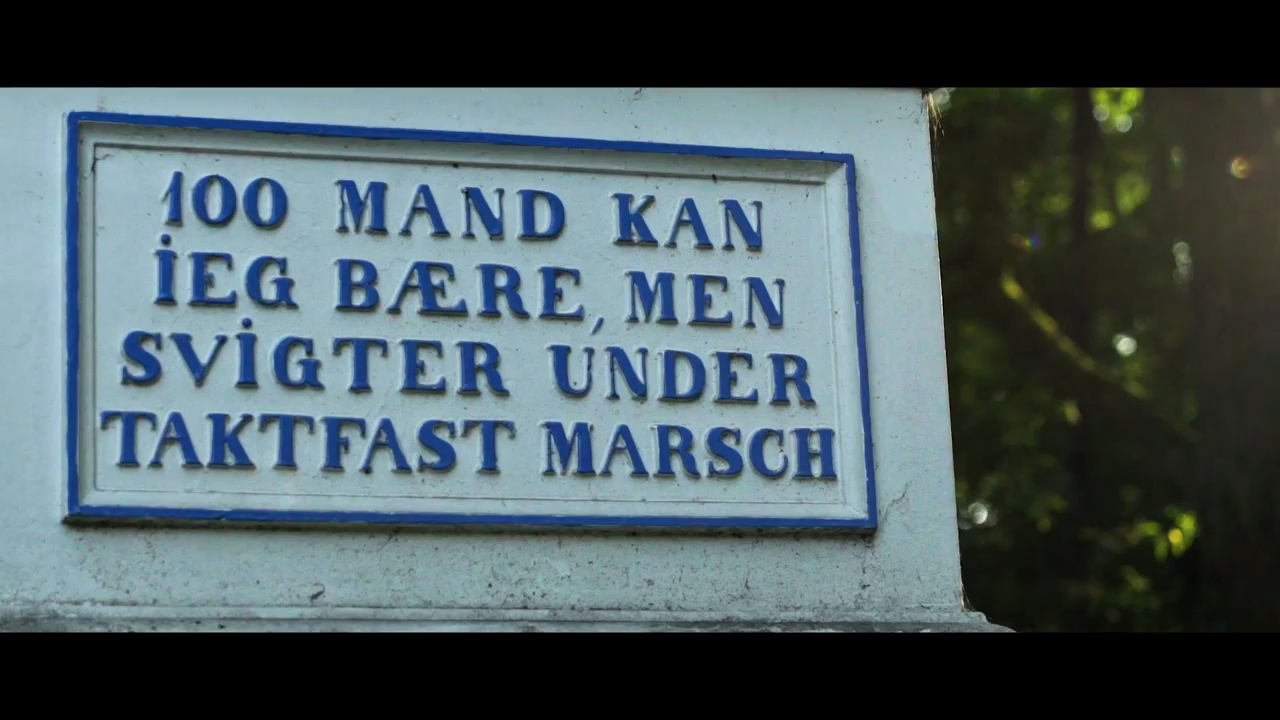 100 MAND KAN
iEG BÆRE, MEN
SViGTER UNDER
TAKTFAST MARSCH